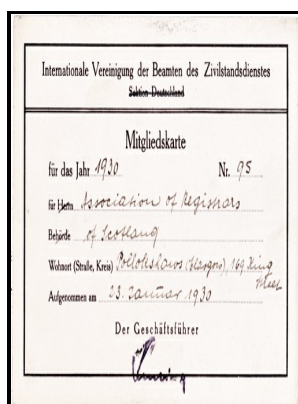 Internationale Vereinigung der Beamten des Zivilstandsdienstes
Sektion Deutschland
Mitgliedskarte
für das Jahr 1930 Nr. 95
für Herrn Association of Registrars
Behörde of Scotland
Wohnort (Straße, Kreis) Pollokshaws (Glasgow), 169 King Street
Aufgenommen am 23. Januar 1930
Der Geschäftsführer